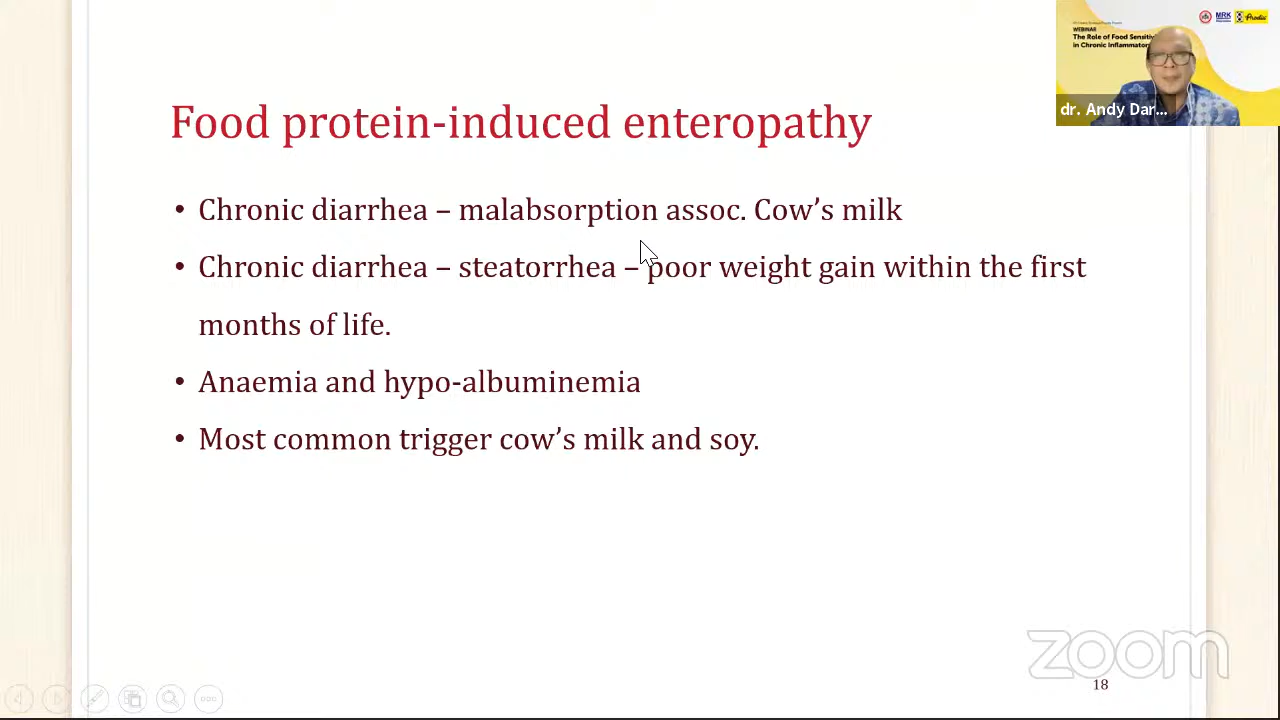 WEBINAR
The Role of Food Sensitiv
in Chronic Inflammator
MRK
Prodia
dr. Andy Dar...
Food protein-induced enteropathy
• Chronic diarrhea – malabsorption assoc. Cow’s milk
• Chronic diarrhea – steatorrhea – poor weight gain within the first
months of life.
• Anaemia and hypo-albuminemia
• Most common trigger cow’s milk and soy.
zoom
18